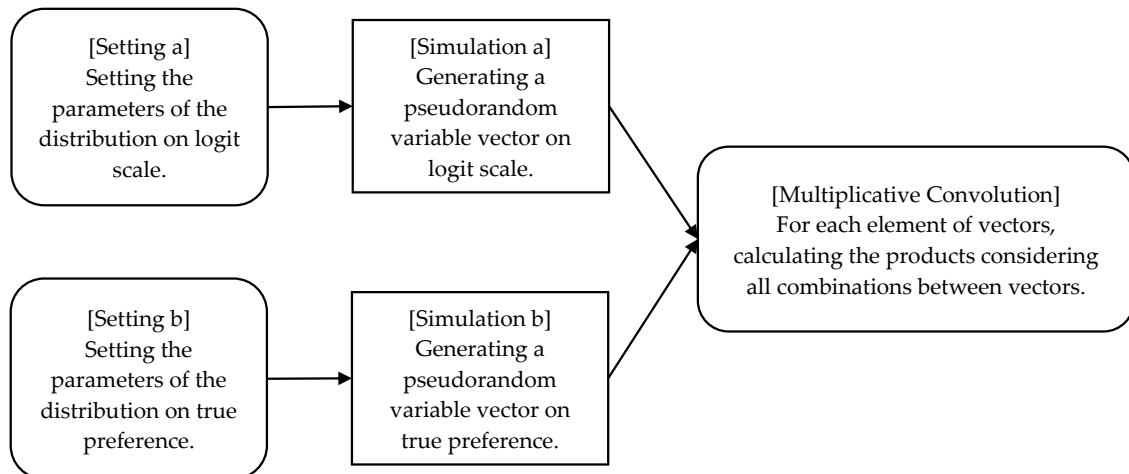 [Setting a]
Setting the
parameters of the
distribution on logit
scale.
[Simulation a]
Generating a
pseudorandom
variable vector on
logit scale.
[Multiplicative Convolution]
For each element of vectors,
calculating the products considering
all combinations between vectors.
[Setting b]
Setting the
parameters of the
distribution on true
preference.
[Simulation b]
Generating a
pseudorandom
variable vector on
true preference.